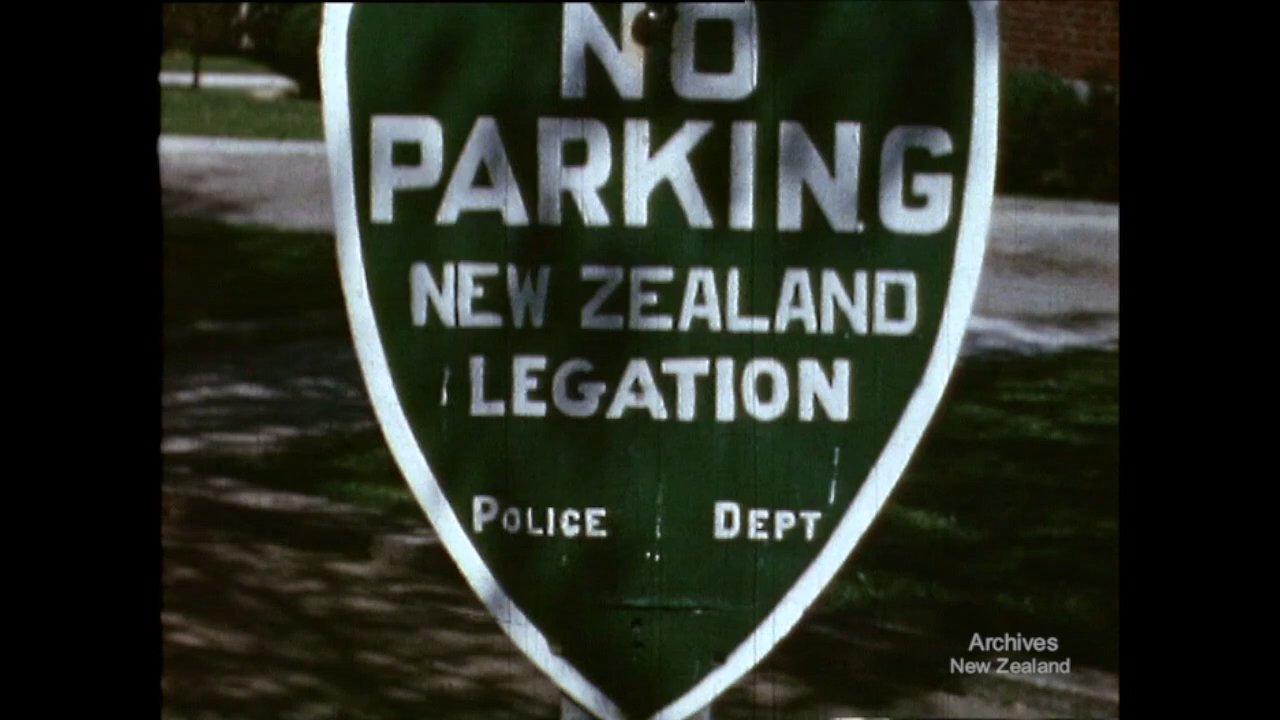 NO
PARKING
NEW ZEALAND
LEGATION
POLICE DEPT
Archives
New Zealand